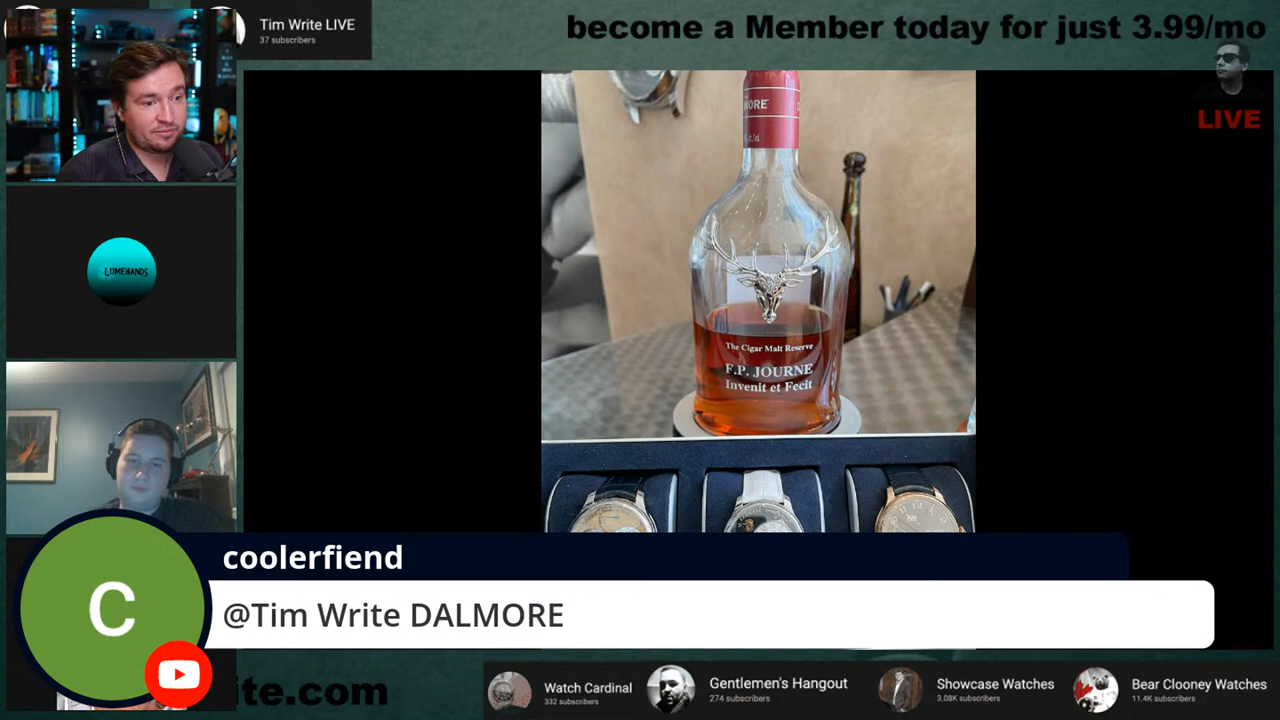 Tim Write LIVE
37 subscribers
become a Member today for just 3.99/mo
LIVE
MORE
LUMEHANDS
The Cigar Malt Reserve
F.P. JOURNE
Invenit et Fecit
coolerfiend
C
@Tim Write DALMORE
ite.com
Watch Cardinal
332 subscribers
Gentlemen's Hangout
274 subscribers
Showcase Watches
3.08K subscribers
Bear Clooney Watches
11.4K subscribers